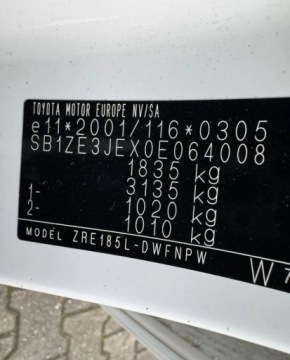 TOYOTA MOTOR EUROPE NV/SA
e11*2001/116*0305
SB1ZE3JEX0E064008
1835 kg
3135 kg
1- 1020 kg
2- 1010 kg
MODEL ZRE185L-DWFNPW
W7